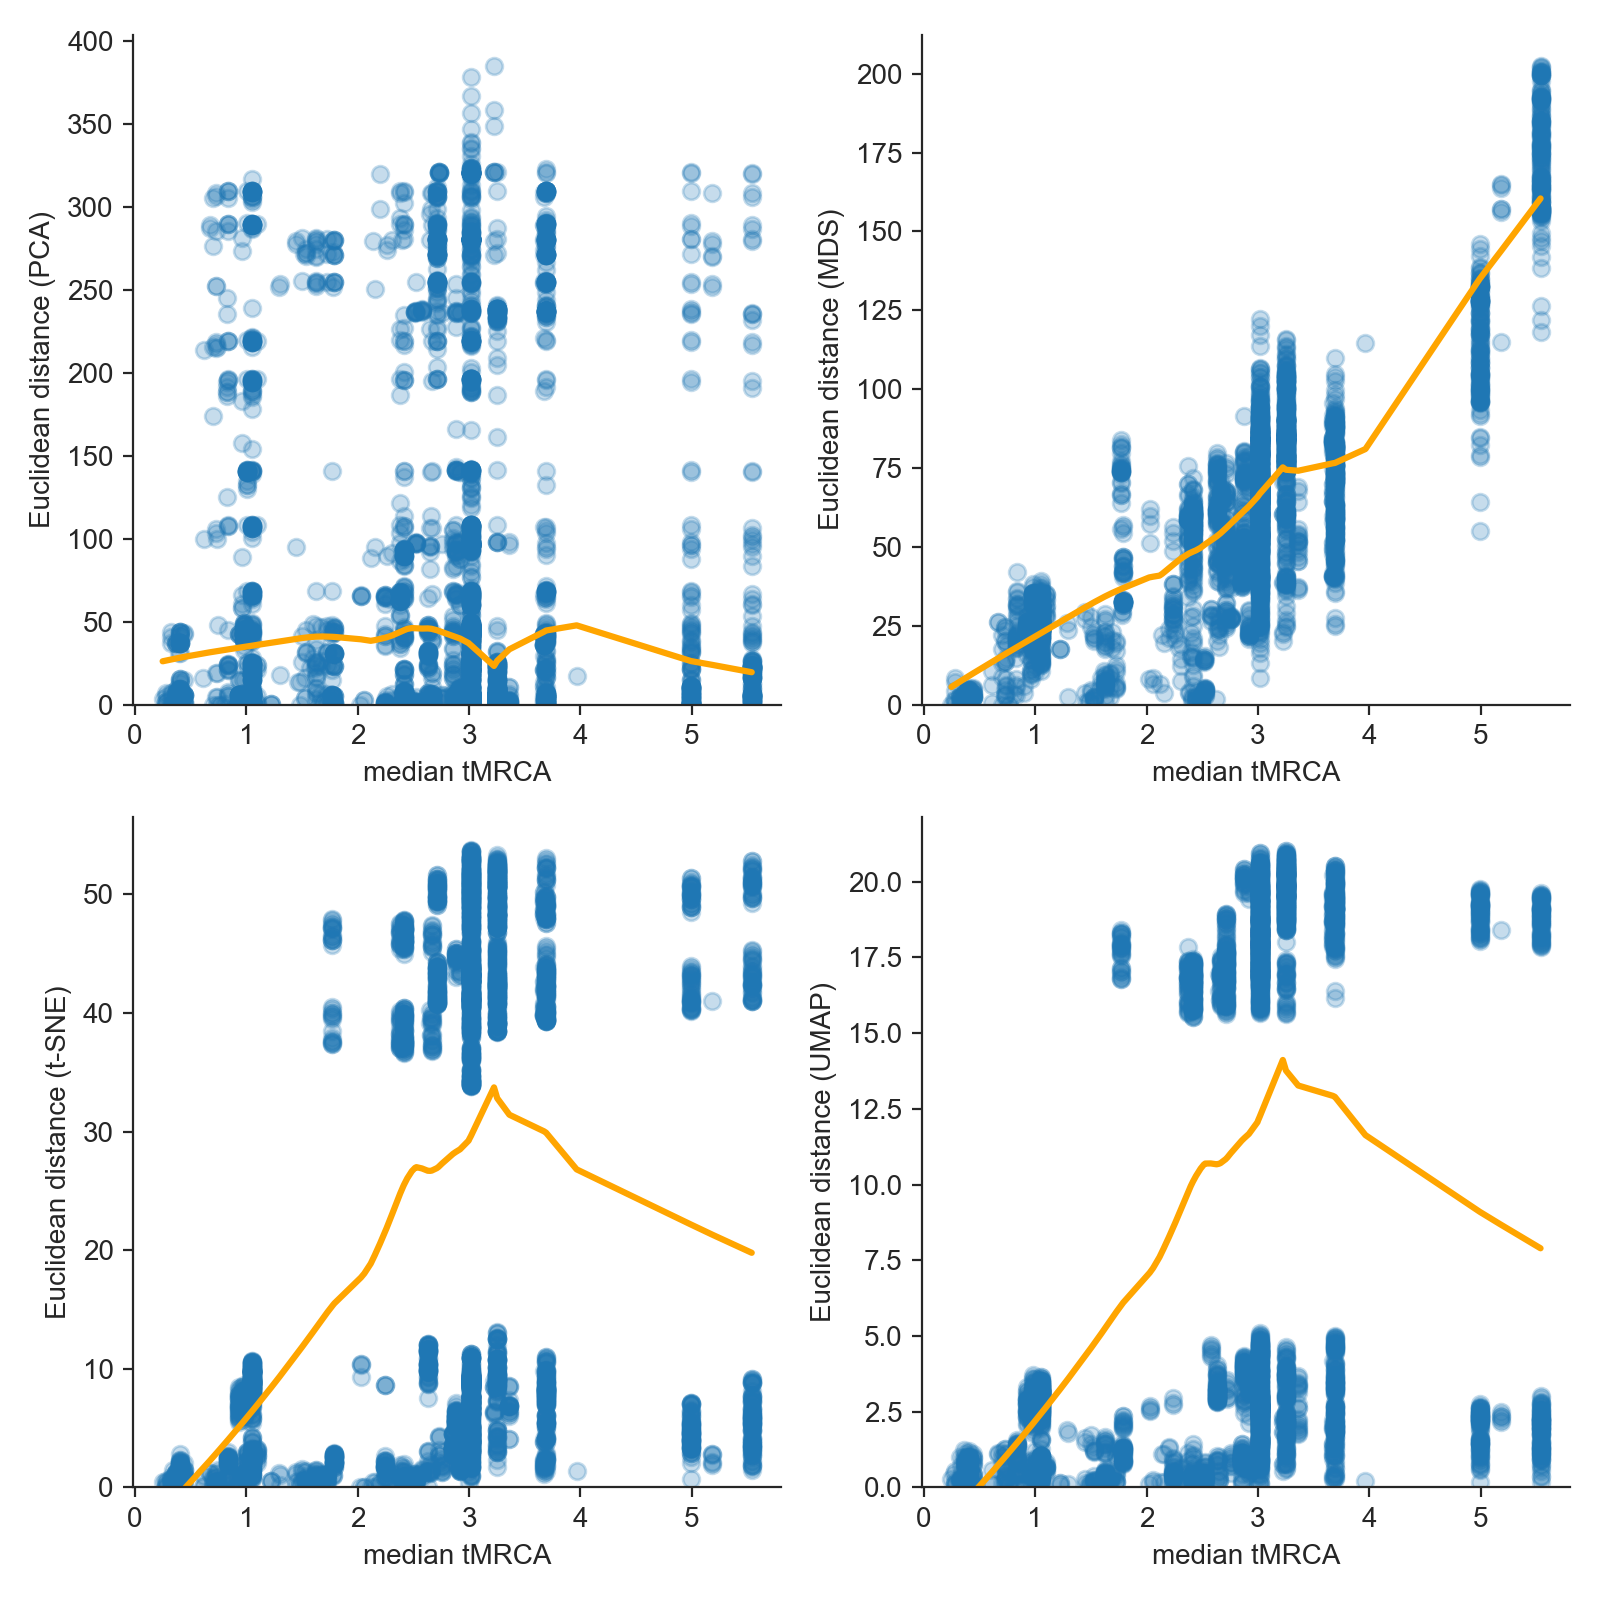 Euclidean distance (PCA)
400
350
300
250
200
150
100
50
0
0 1 2 3 4 5
median tMRCA
Euclidean distance (MDS)
200
175
150
125
100
75
50
25
0
0 1 2 3 4 5
median tMRCA
Euclidean distance (t-SNE)
50
40
30
20
10
0
0 1 2 3 4 5
median tMRCA
Euclidean distance (UMAP)
20.0
17.5
15.0
12.5
10.0
7.5
5.0
2.5
0.0
0 1 2 3 4 5
median tMRCA